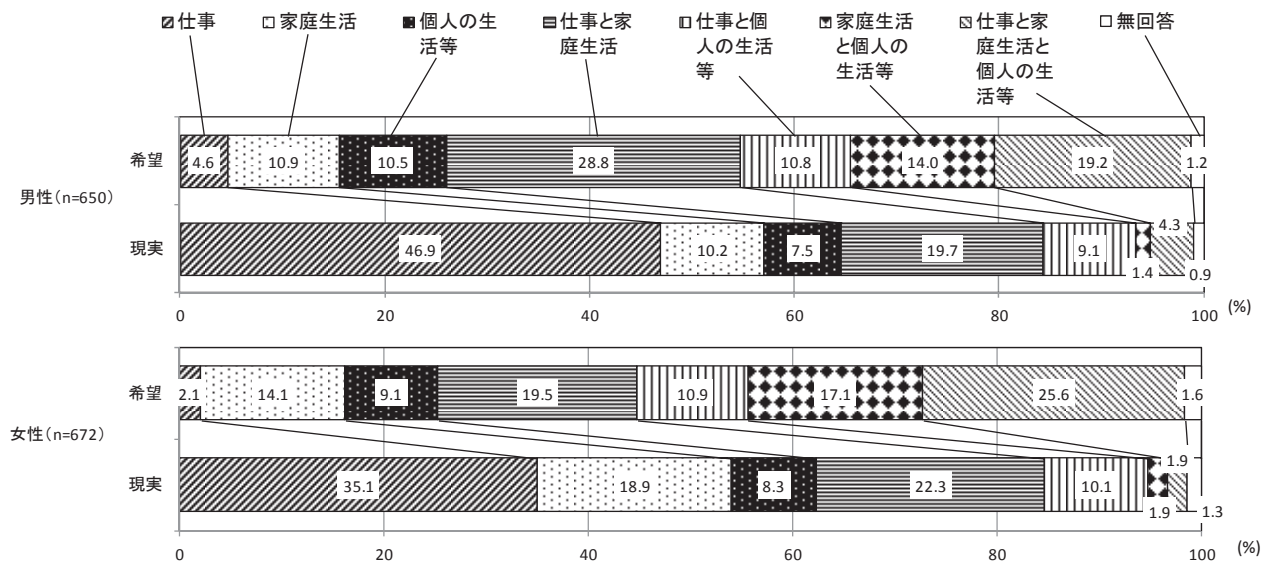 仕事
家庭生活
個人の生
活等
仕事と家
庭生活
仕事と個
人の生活
等
家庭生活
と個人の
生活等
仕事と家
庭生活と
個人の生
活等
無回答
希望
4.6
10.9
10.5
28.8
10.8
14.0
19.2
1.2
男性(n=650)
現実
46.9
10.2
7.5
19.7
9.1
1.4
4.3
0.9
0
20
40
60
80
100
(%)
希望
2.1
14.1
9.1
19.5
10.9
17.1
25.6
1.6
女性(n=672)
現実
35.1
18.9
8.3
22.3
10.1
1.9
1.9
1.3
0
20
40
60
80
100
(%)